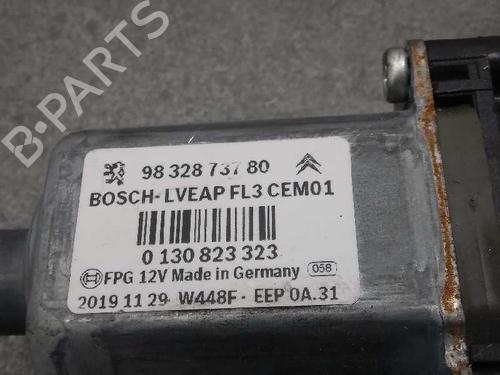 B-PARTS
98 328 737 80
BOSCH-LVEAP FL3 CEM01
0 130 823 323
FPG 12V Made in Germany 058
2019 11 29 W448F - EEP 0A.31